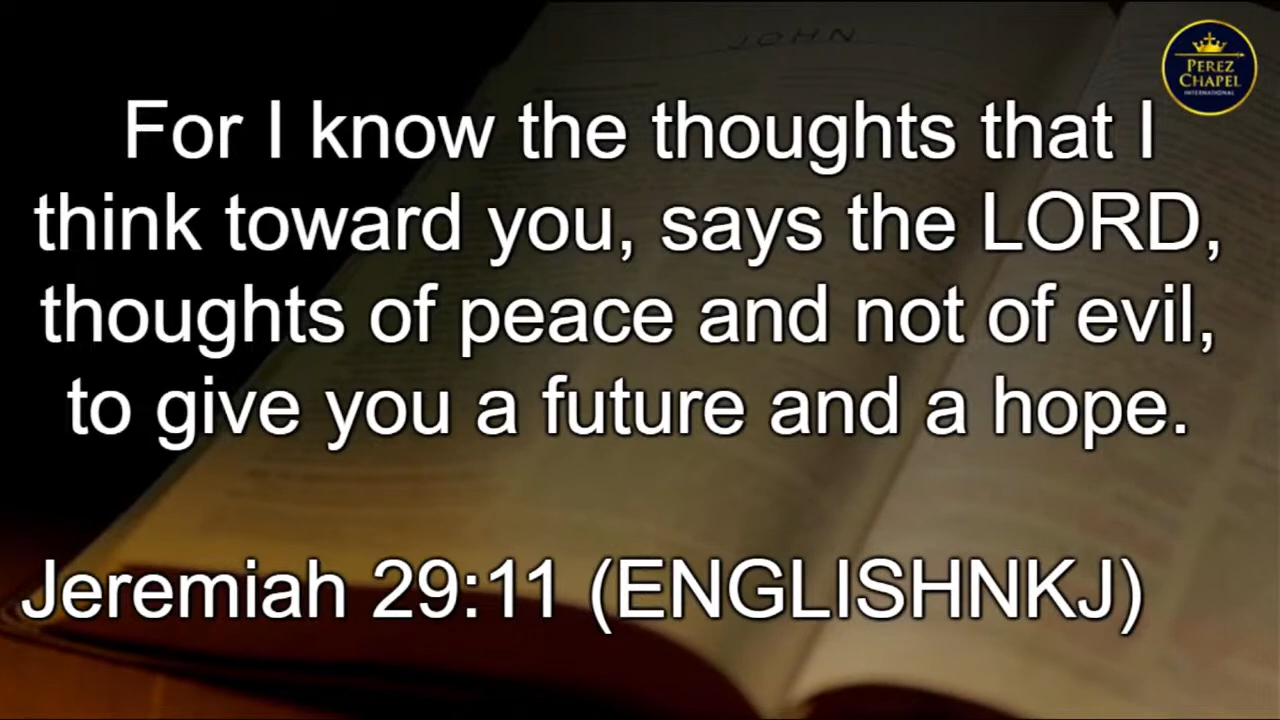 JOHN
PEREZ
CHAPEL
INTERNATIONAL
For I know the thoughts that I
think toward you, says the LORD,
thoughts of peace and not of evil,
to give you a future and a hope.
Jeremiah 29:11 (ENGLISHNKJ)